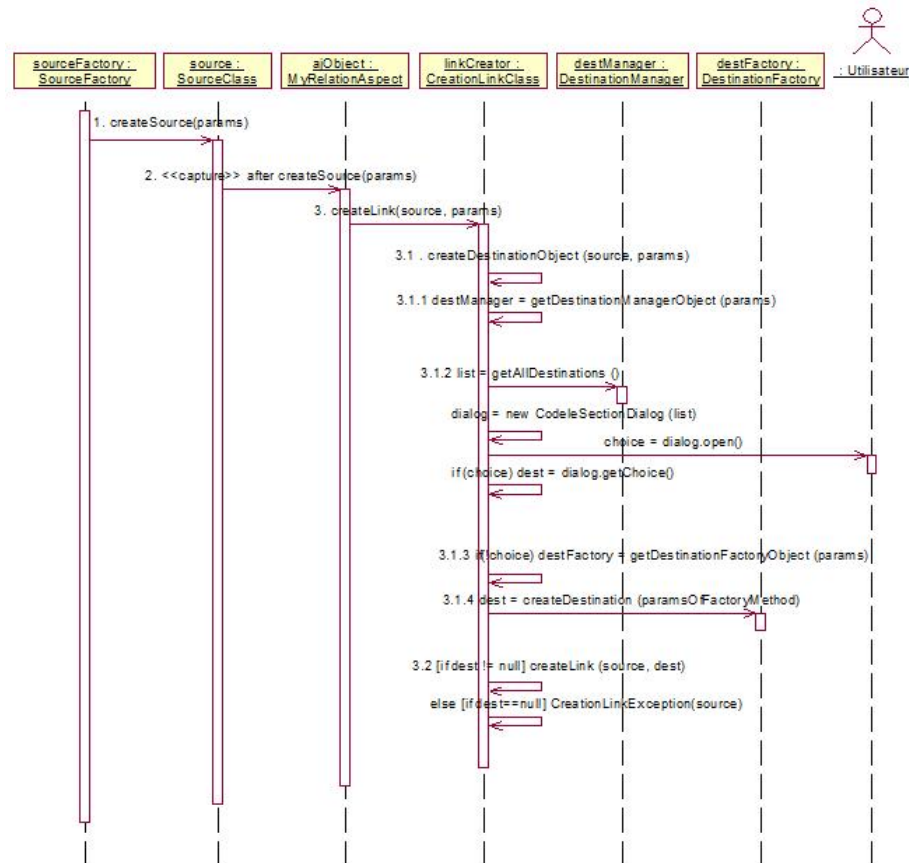 sourceFactory :
SourceFactory
source :
SourceClass
ajObject :
MyRelationAspect
linkCreator :
CreationLinkClass
destManager :
DestinationManager
destFactory :
DestinationFactory
: Utilisateur
1. createSource(params)
2. <<capture>> after createSource(params)
3. createLink(source, params)
3.1 . createDestinationObject (source, params)
3.1.1 destManager = getDestinationManagerObject (params)
3.1.2 list = getAllDestinations ()
dialog = new CodeleSectionDialog (list)
choice = dialog.open()
if(choice) dest = dialog.getChoice()
3.1.3 if(!choice) destFactory = getDestinationFactoryObject (params)
3.1.4 dest = createDestination (paramsOfFactoryMethod)
3.2 [if dest != null] createLink (source, dest)
else [if dest==null] CreationLinkException(source)